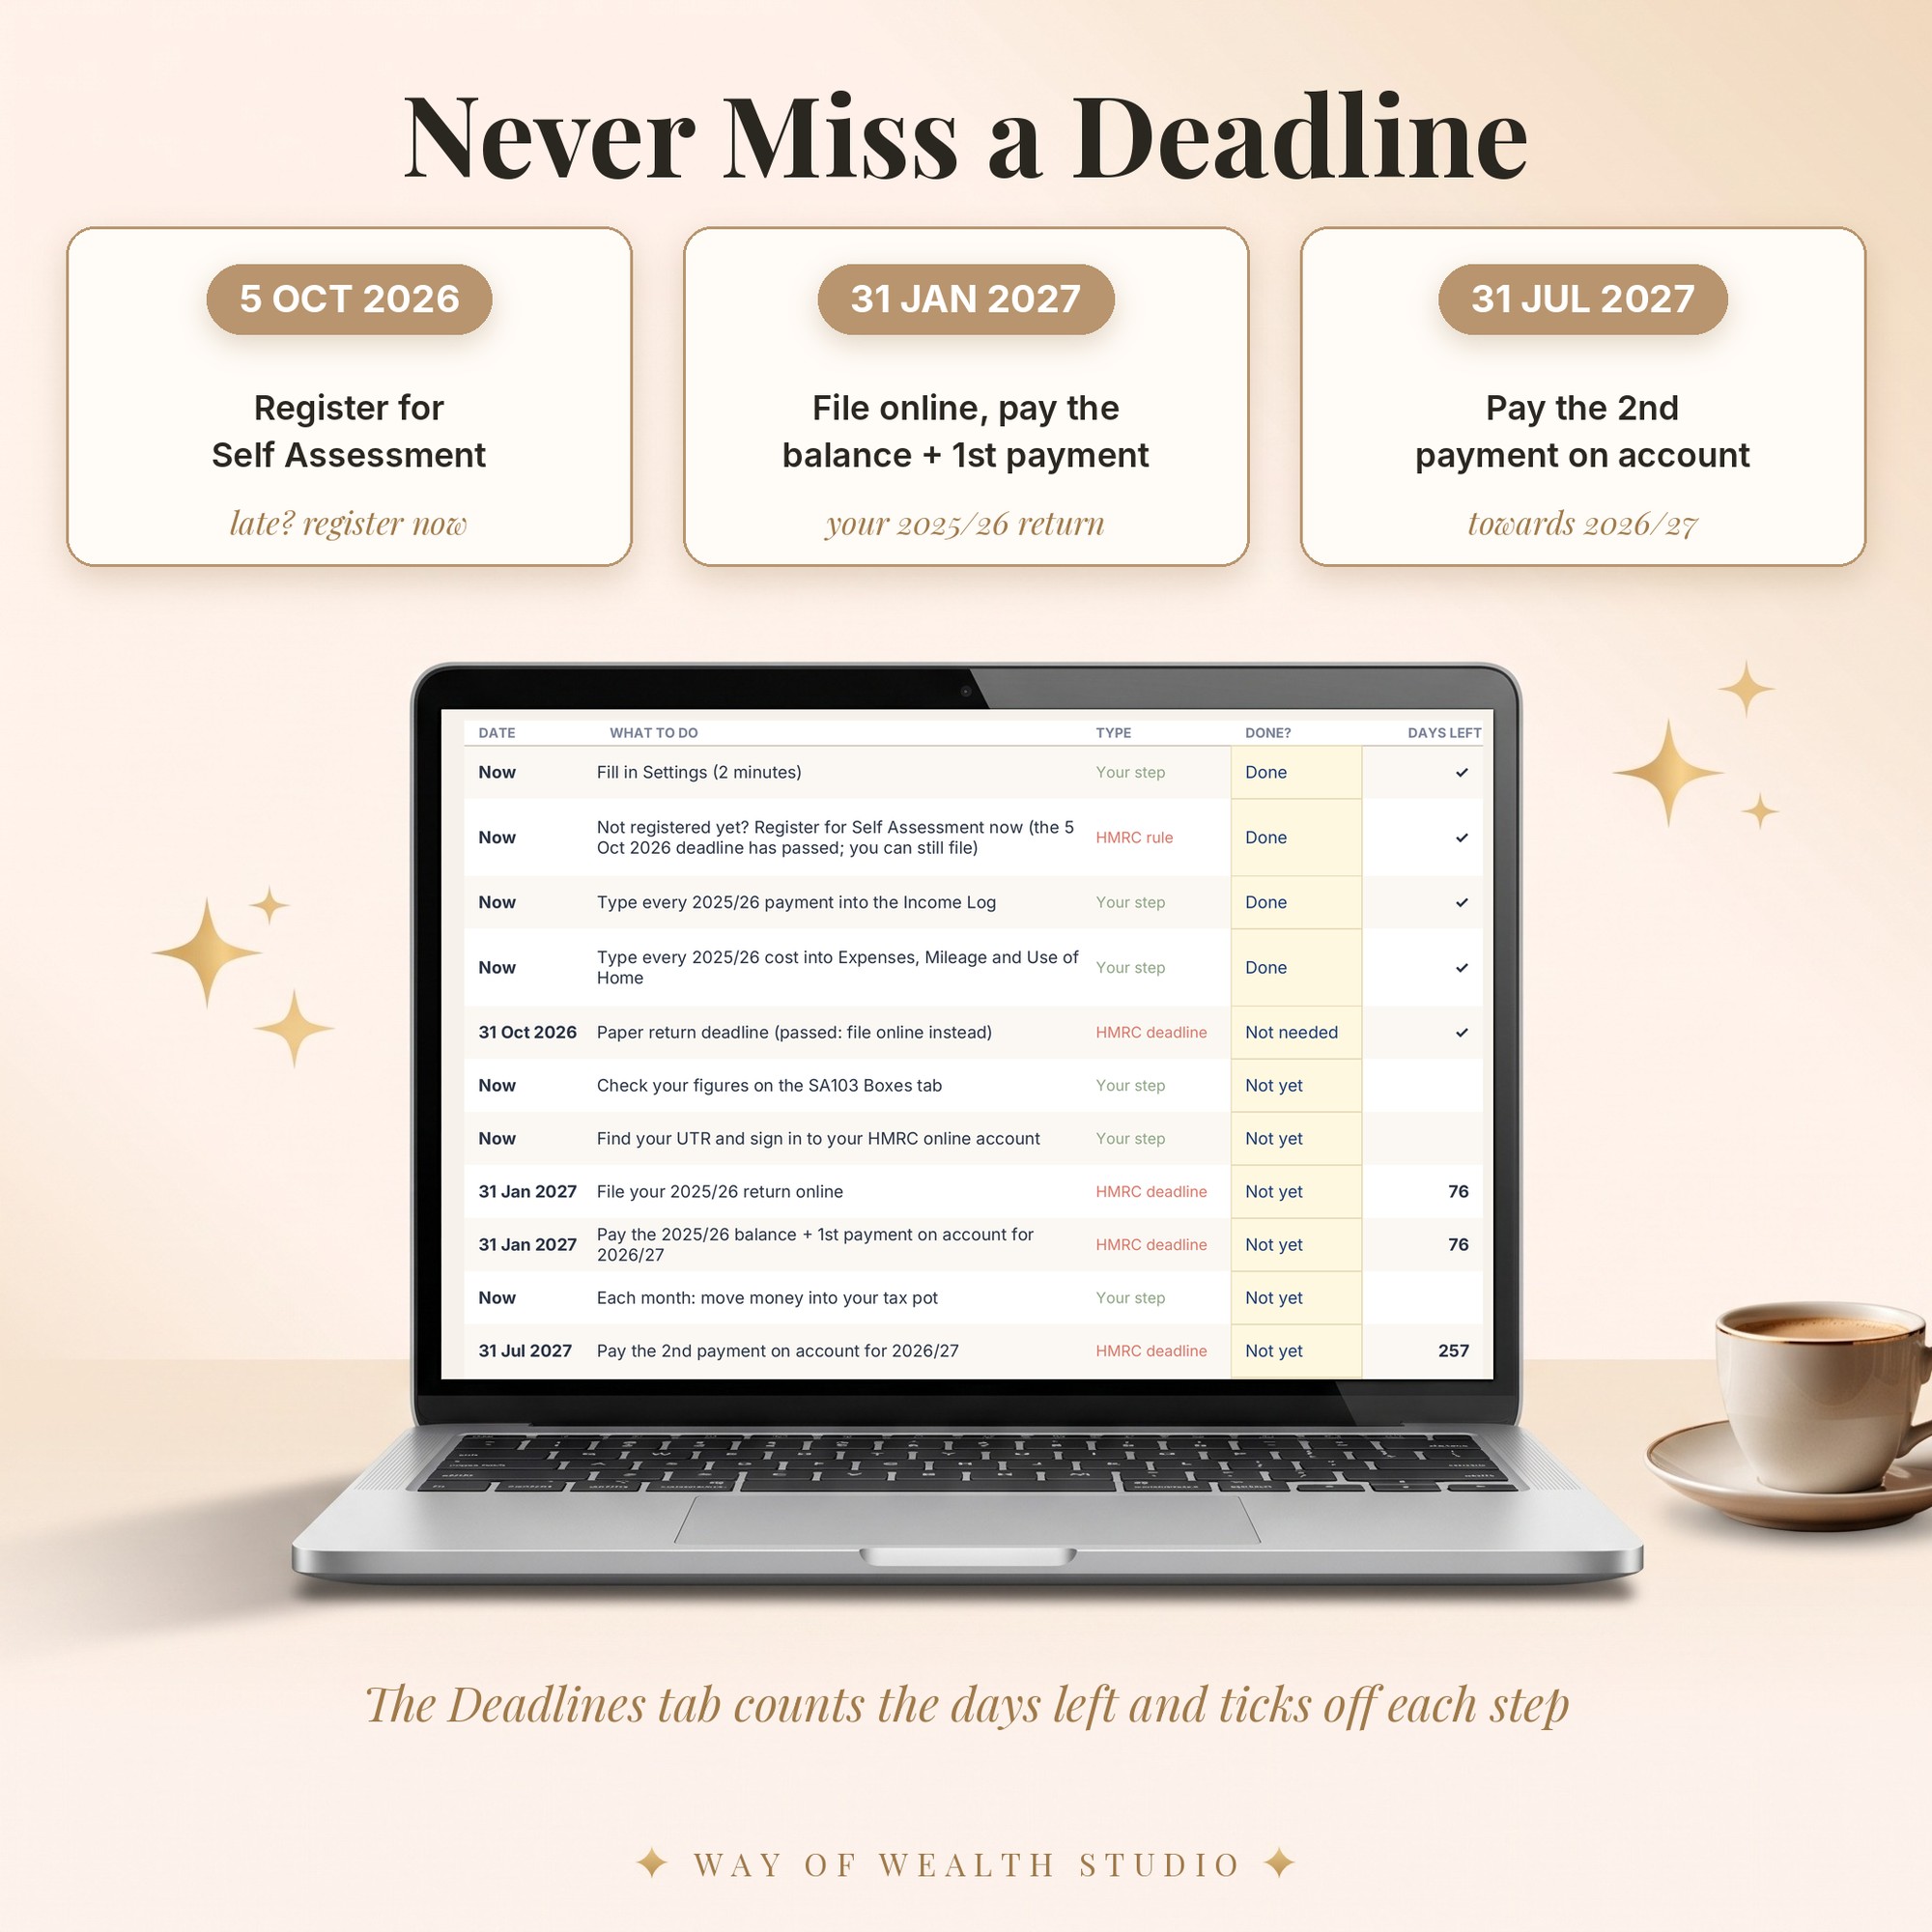 Never Miss a Deadline
5 OCT 2026
Register for
Self Assessment
late? register now
31 JAN 2027
File online, pay the
balance + 1st payment
your 2025/26 return
31 JUL 2027
Pay the 2nd
payment on account
towards 2026/27
DATE WHAT TO DO TYPE DONE? DAYS LEFT
Now Fill in Settings (2 minutes) Your step Done ✓
Now Not registered yet? Register for Self Assessment now (the 5
Oct 2026 deadline has passed; you can still file) HMRC rule Done ✓
Now Type every 2025/26 payment into the Income Log Your step Done ✓
Now Type every 2025/26 cost into Expenses, Mileage and Use of
Home Your step Done ✓
31 Oct 2026 Paper return deadline (passed: file online instead) HMRC deadline Not needed ✓
Now Check your figures on the SA103 Boxes tab Your step Not yet
Now Find your UTR and sign in to your HMRC online account Your step Not yet
31 Jan 2027 File your 2025/26 return online HMRC deadline Not yet 76
31 Jan 2027 Pay the 2025/26 balance + 1st payment on account for
2026/27 HMRC deadline Not yet 76
Now Each month: move money into your tax pot Your step Not yet
31 Jul 2027 Pay the 2nd payment on account for 2026/27 HMRC deadline Not yet 257
The Deadlines tab counts the days left and ticks off each step
WAY OF WEALTH STUDIO